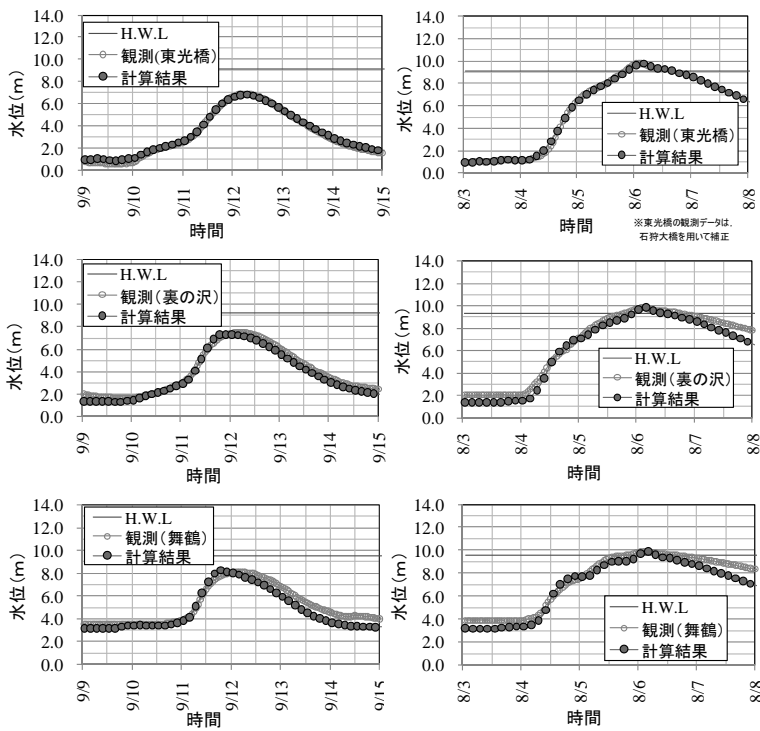 水位(m)
14.0
12.0
10.0
8.0
6.0
4.0
2.0
0.0
H.W.L
観測(東光橋)
計算結果
9/9
9/10
9/11
9/12
9/13
9/14
9/15
時間
水位(m)
14.0
12.0
10.0
8.0
6.0
4.0
2.0
0.0
H.W.L
観測(東光橋)
計算結果
8/3
8/4
8/5
8/6
8/7
8/8
時間
※東光橋の観測データは、
石狩大橋を用いて補正
水位(m)
14.0
12.0
10.0
8.0
6.0
4.0
2.0
0.0
H.W.L
観測(裏の沢)
計算結果
9/9
9/10
9/11
9/12
9/13
9/14
9/15
時間
水位(m)
14.0
12.0
10.0
8.0
6.0
4.0
2.0
0.0
H.W.L
観測(裏の沢)
計算結果
8/3
8/4
8/5
8/6
8/7
8/8
時間
水位(m)
14.0
12.0
10.0
8.0
6.0
4.0
2.0
0.0
H.W.L
観測(舞鶴)
計算結果
9/9
9/10
9/11
9/12
9/13
9/14
9/15
時間
水位(m)
14.0
12.0
10.0
8.0
6.0
4.0
2.0
0.0
H.W.L
観測(舞鶴)
計算結果
8/3
8/4
8/5
8/6
8/7
8/8
時間